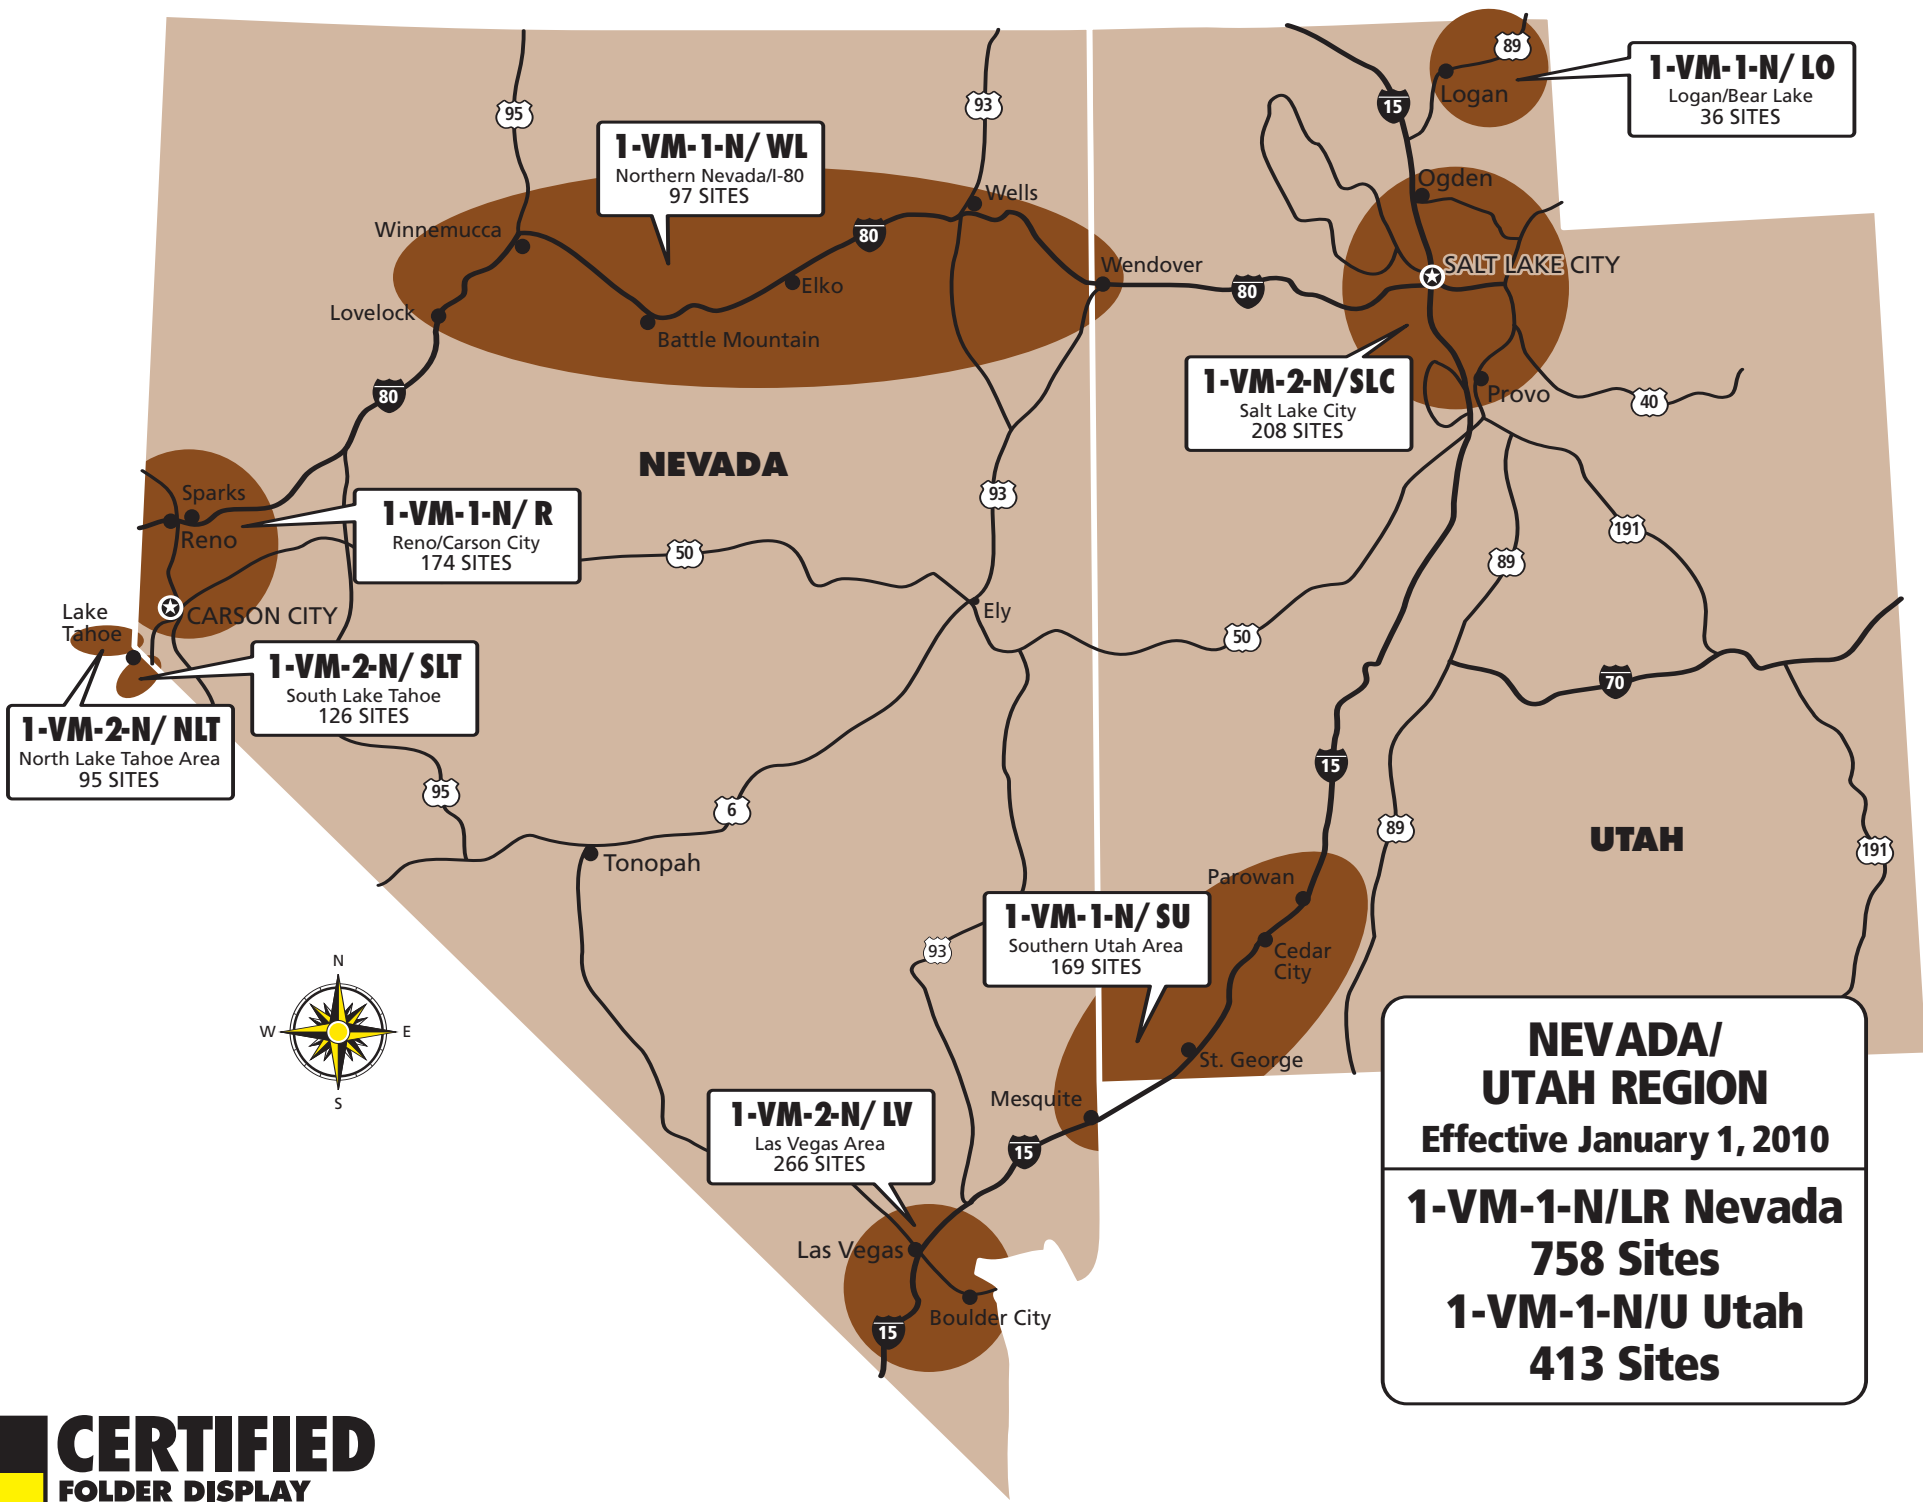 89
1-VM-1-N/ LO
Logan/Bear Lake
36 SITES
Logan
15
95
93
1-VM-1-N/ WL
Northern Nevada/I-80
97 SITES
Ogden
Wells
Winnemucca
80
SALT LAKE CITY
Wendover
80
Elko
Lovelock
Battle Mountain
1-VM-2-N/SLC
Salt Lake City
208 SITES
Provo
40
80
NEVADA
Sparks
Reno
1-VM-1-N/ R
Reno/Carson City
174 SITES
93
191
50
89
Lake
Tahoe
CARSON CITY
Ely
50
1-VM-2-N/ SLT
South Lake Tahoe
126 SITES
70
1-VM-2-N/ NLT
North Lake Tahoe Area
95 SITES
15
95
6
89
UTAH
191
Tonopah
Parowan
1-VM-1-N/ SU
Southern Utah Area
169 SITES
93
Cedar
City
N
W
E
S
St. George
Mesquite
15
1-VM-2-N/ LV
Las Vegas Area
266 SITES
Las Vegas
Boulder City
15
NEVADA/
UTAH REGION
Effective January 1, 2010
1-VM-1-N/LR Nevada
758 Sites
1-VM-1-N/U Utah
413 Sites
CERTIFIED
FOLDER DISPLAY